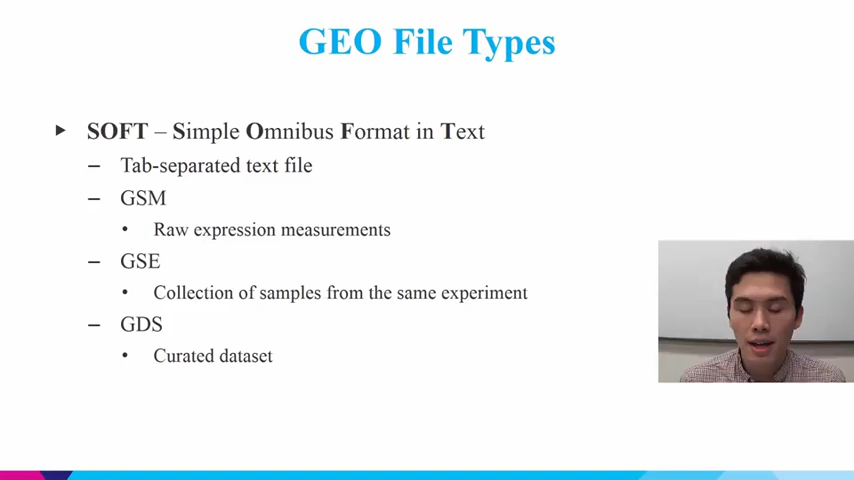 GEO File Types
▶ SOFT – Simple Omnibus Format in Text
– Tab-separated text file
– GSM
• Raw expression measurements
– GSE
• Collection of samples from the same experiment
– GDS
• Curated dataset